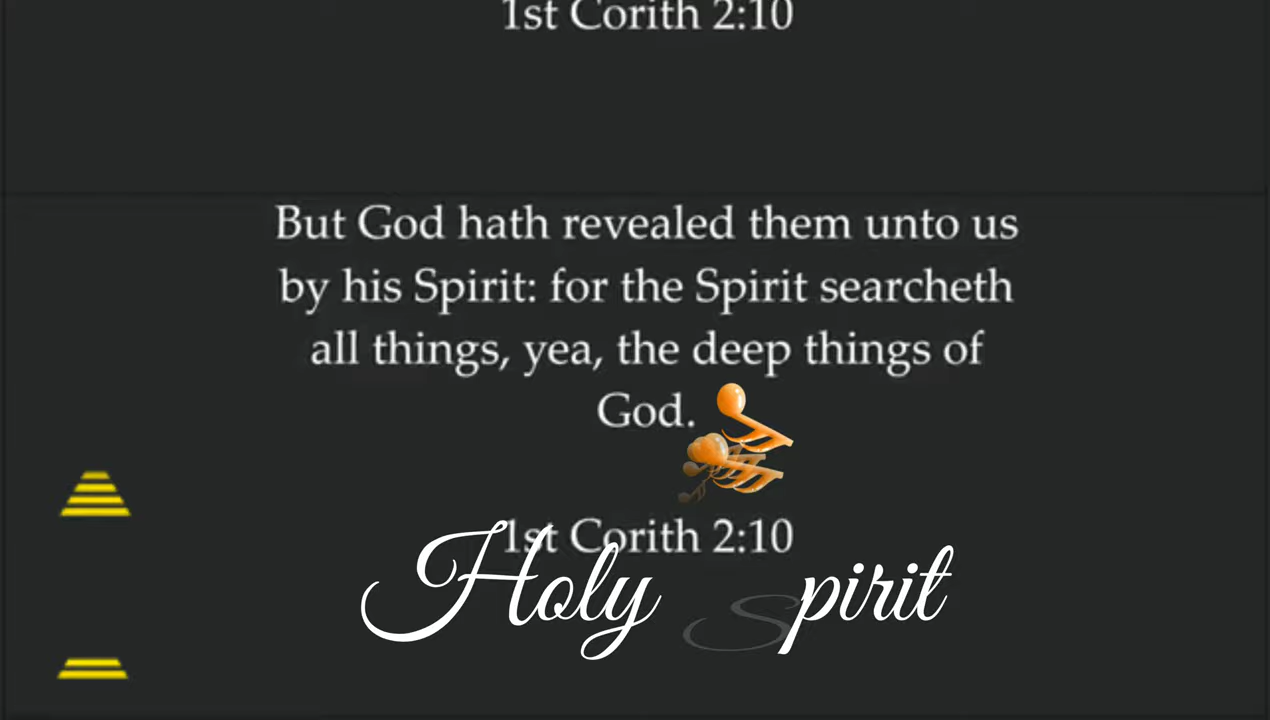 1st Corith 2:10
But God hath revealed them unto us
by his Spirit: for the Spirit searcheth
all things, yea, the deep things of
God.
1st Corith 2:10
Holy Spirit